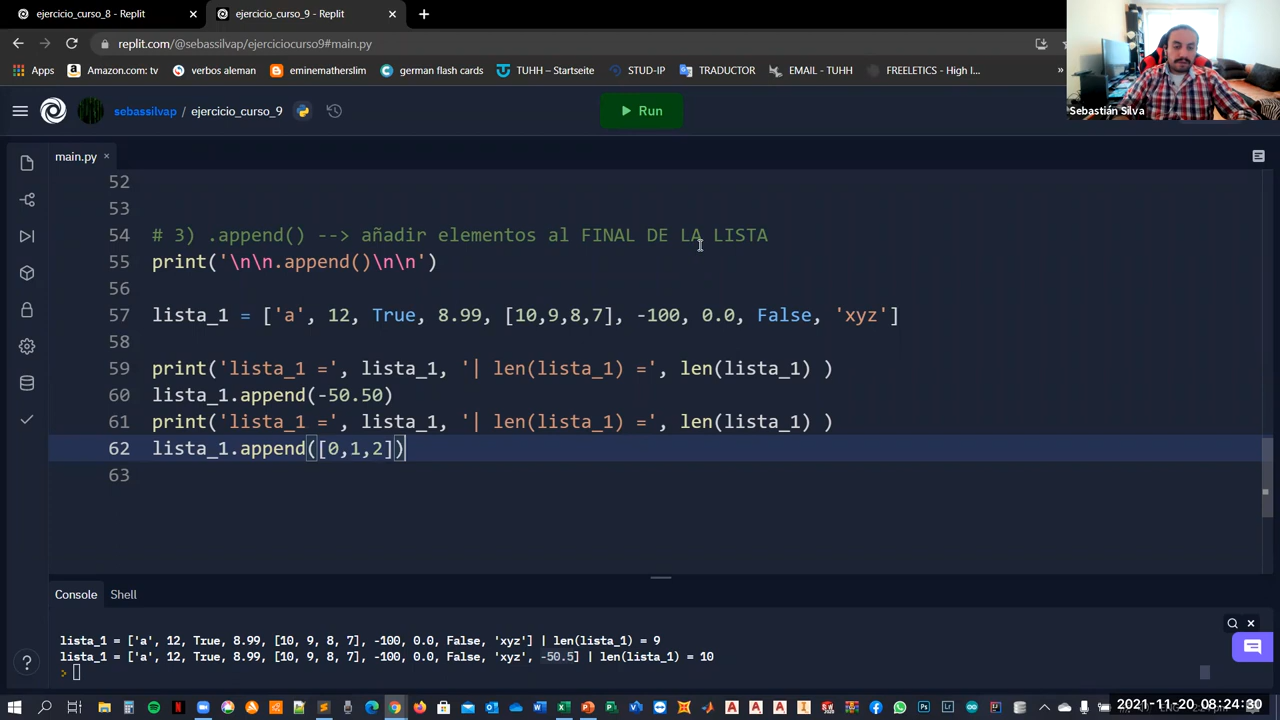 ejercicio_curso_8 - Replit
ejercicio_curso_9 - Replit
replit.com/@sebassilvap/ejerciciocurso9#main.py
Apps
Amazon.com: tv
verbos aleman
eminematherslim
germanistik course
TUHH – Startseite
STUD-IP
TRADUCTOR
EMAIL - TUHH
FREELETICS - High I...
»
Sebastián Silva
sebassilvap / ejercicio_curso_9
Run
main.py
52
53
54 # 3) .append() --> añadir elementos al FINAL DE LA LISTA
55 print('\n\n.append()\n\n')
56
57 lista_1 = ['a', 12, True, 8.99, [10,9,8,7], -100, 0.0, False, 'xyz']
58
59 print('lista_1 =', lista_1, '| len(lista_1) =', len(lista_1) )
60 lista_1.append(-50.50)
61 print('lista_1 =', lista_1, '| len(lista_1) =', len(lista_1) )
62 lista_1.append([0,1,2])
63
Console
Shell
lista_1 = ['a', 12, True, 8.99, [10, 9, 8, 7], -100, 0.0, False, 'xyz'] | len(lista_1) = 9
lista_1 = ['a', 12, True, 8.99, [10, 9, 8, 7], -100, 0.0, False, 'xyz', -50.5] | len(lista_1) = 10
>
?
2021-11-20 08:24:30